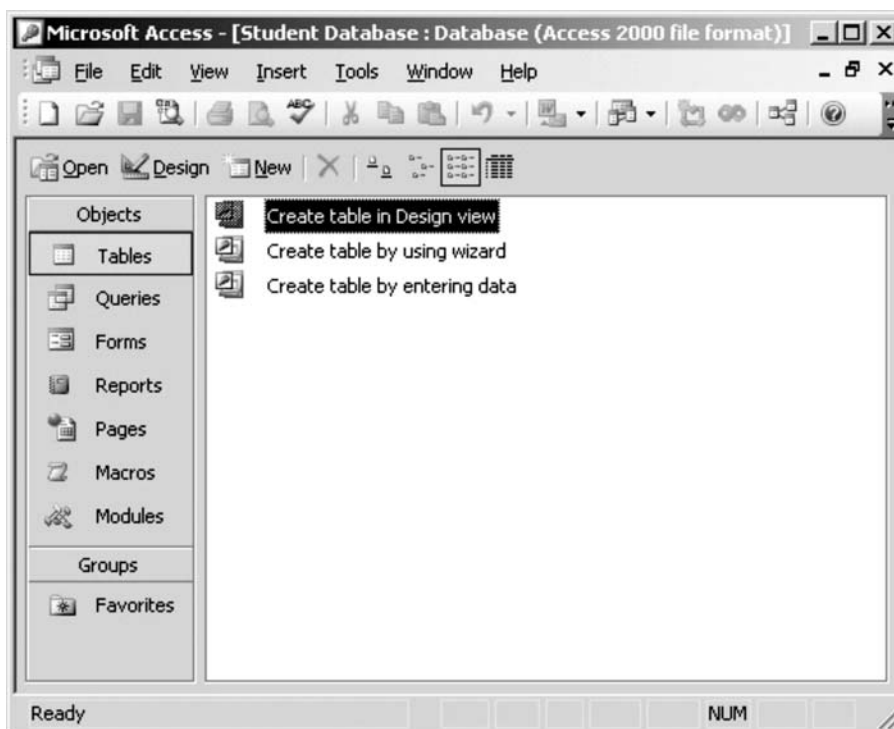 Microsoft Access - [Student Database : Database (Access 2000 file format)]
File Edit View Insert Tools Window Help
Open Design New
Objects
Tables
Queries
Forms
Reports
Pages
Macros
Modules
Groups
Favorites
Create table in Design view
Create table by using wizard
Create table by entering data
Ready NUM